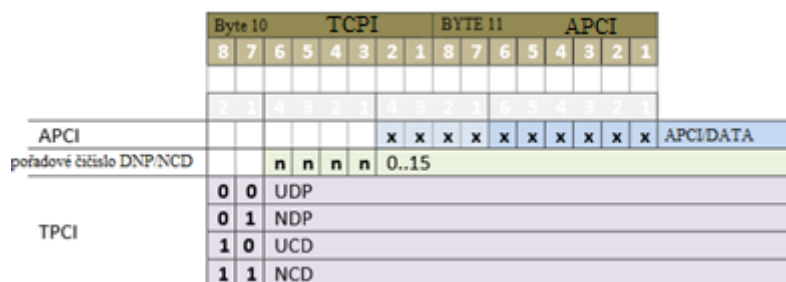 Byte 10 TCPI BYTE 11 APCI
8 7 6 5 4 3 2 1 8 7 6 5 4 3 2 1
2 1 4 3 2 1 4 3 2 1 6 5 4 3 2 1
APCI x x x x x x x x x x APCI/DATA
pořadové čičislo DNP/NCD n n n n 0..15
0 0 UDP
0 1 NDP
TPCI
1 0 UCD
1 1 NCD